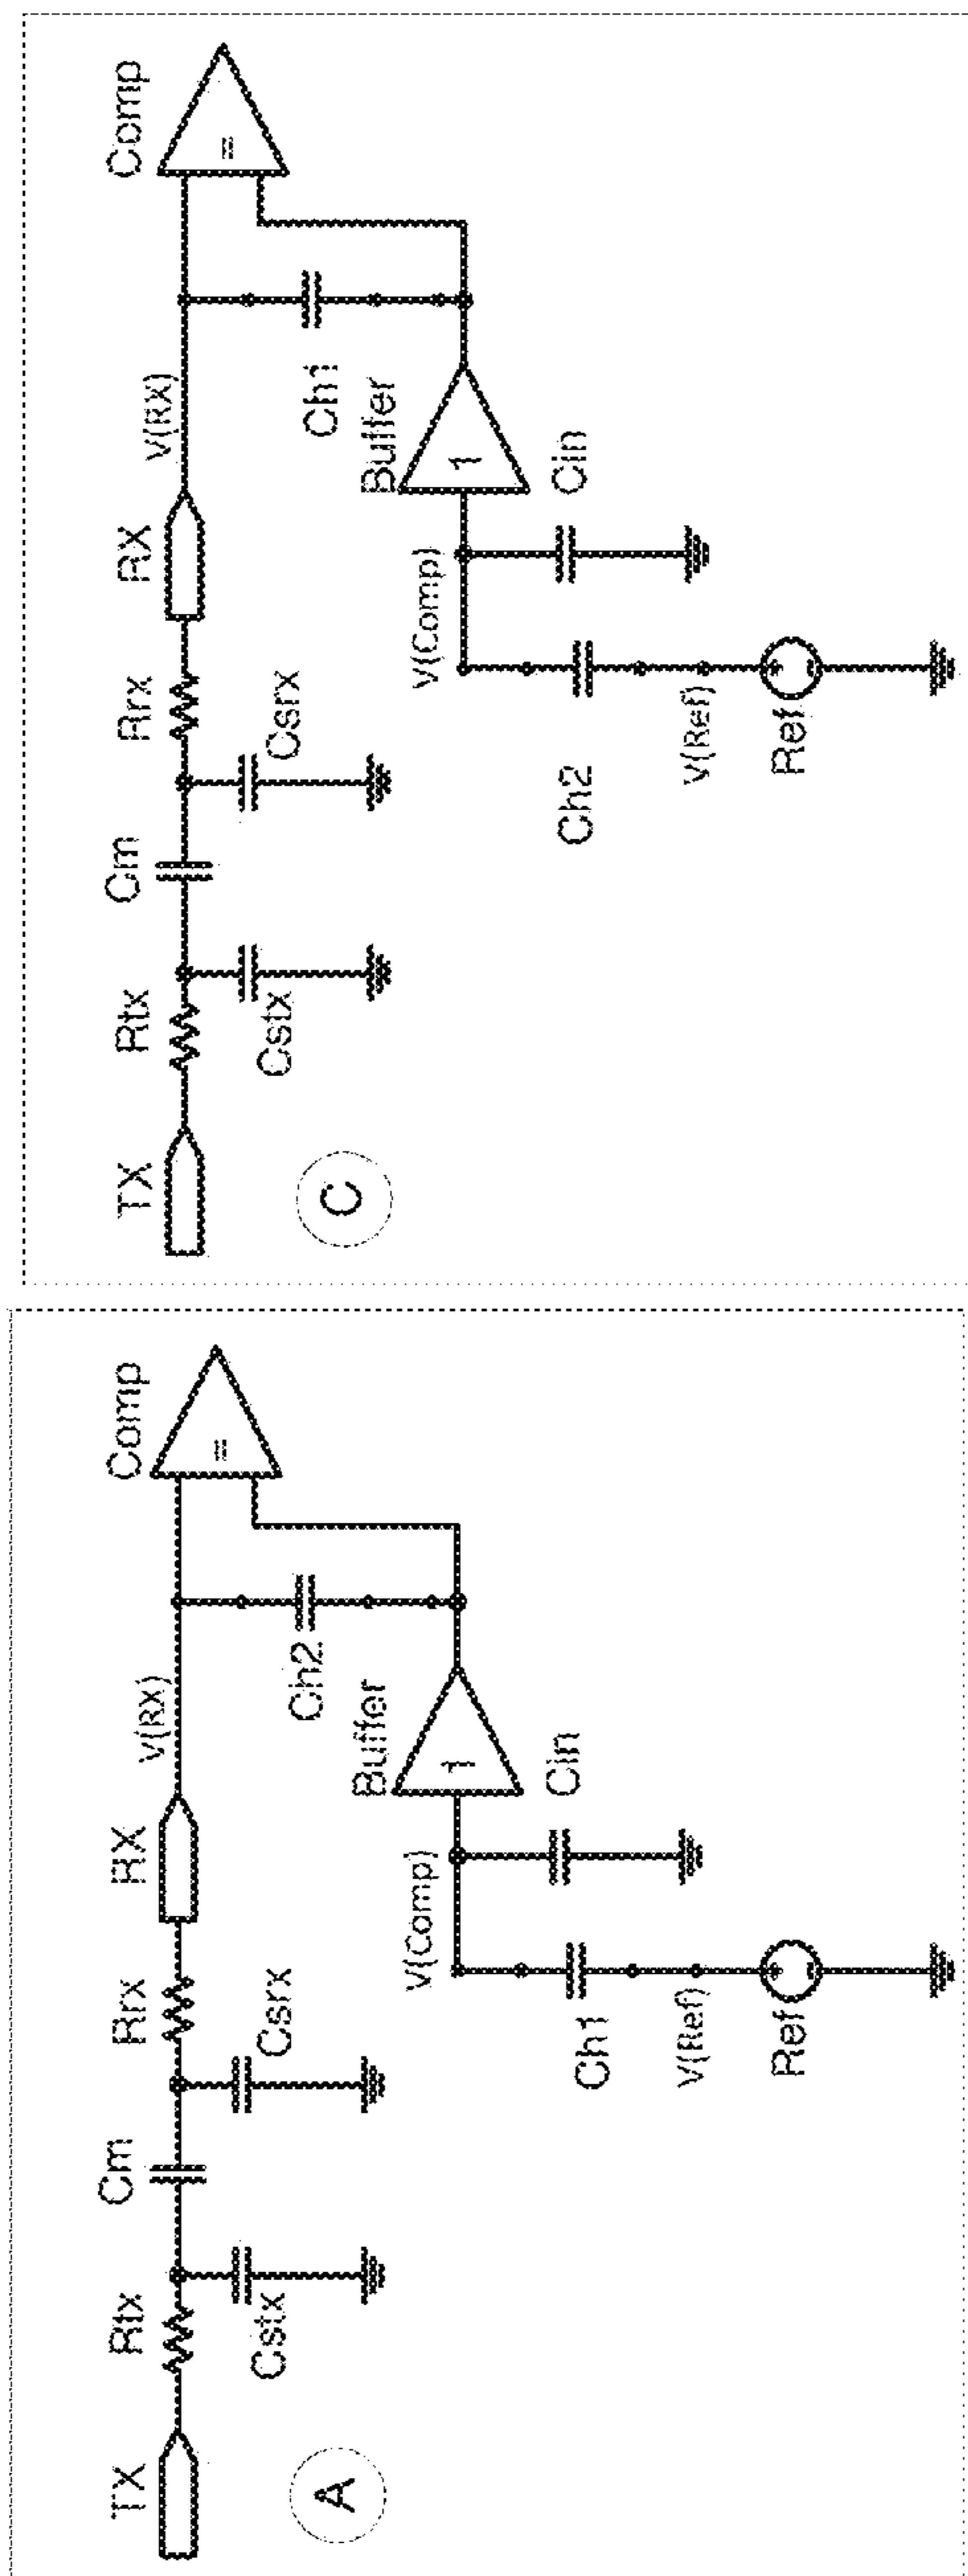 TX
Rtx
Cstx
Cm
Csrx
Rrx
RX
V(RX)
Ch2
Comp
=
Buffer
1
Cin
V(Comp)
Ch1
V(Ref)
Ref
A
TX
Rtx
Cstx
Cm
Csrx
Rrx
RX
V(RX)
Ch1
Comp
=
Buffer
1
Cin
V(Comp)
Ch2
V(Ref)
Ref
C